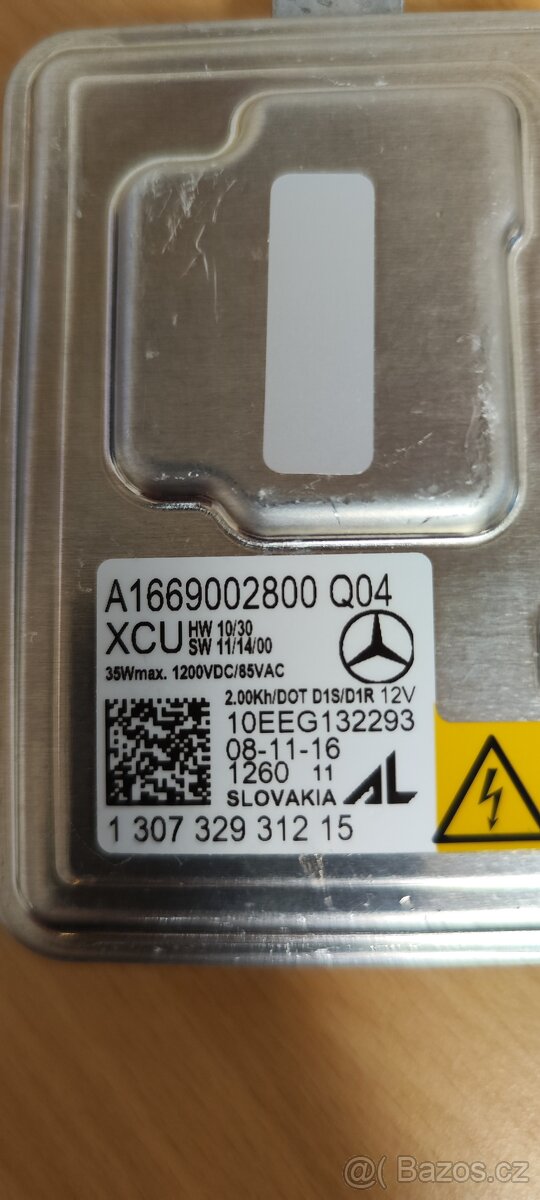 A1669002800 Q04
XCU HW 10/30
SW 11/14/00
35Wmax. 1200VDC/85VAC
2.00Kh/DOT D1S/D1R 12V
10EEG132293
08-11-16
1260 11
SLOVAKIA AL
1 307 329 312 15
@( Bazos.cz